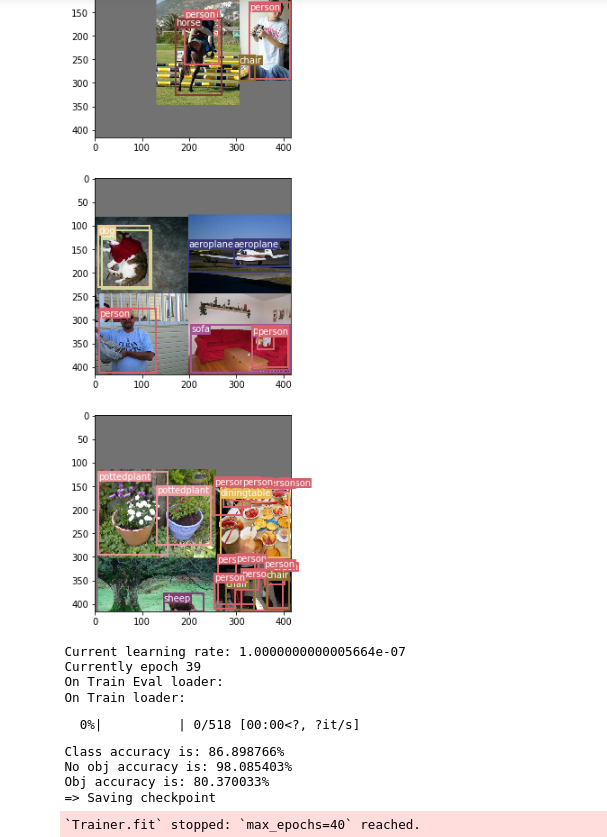 150
person
person
horse
200
250
chair
300
350
400
0 100 200 300 400
0
50
100
dog
150
aeroplane aeroplane
200
250
person
300
sofa
person
350
400
0 100 200 300 400
0
50
100
pottedplant
person person
150
pottedplant
diningtable
200
250
300
person
person
350
person
chair
sheep
400
0 100 200 300 400
Current learning rate: 1.0000000000005664e-07
Currently epoch 39
On Train Eval loader:
On Train loader:
0%| | 0/518 [00:00<?, ?it/s]
Class accuracy is: 86.898766%
No obj accuracy is: 98.085403%
Obj accuracy is: 80.370033%
=> Saving checkpoint
`Trainer.fit` stopped: `max_epochs=40` reached.